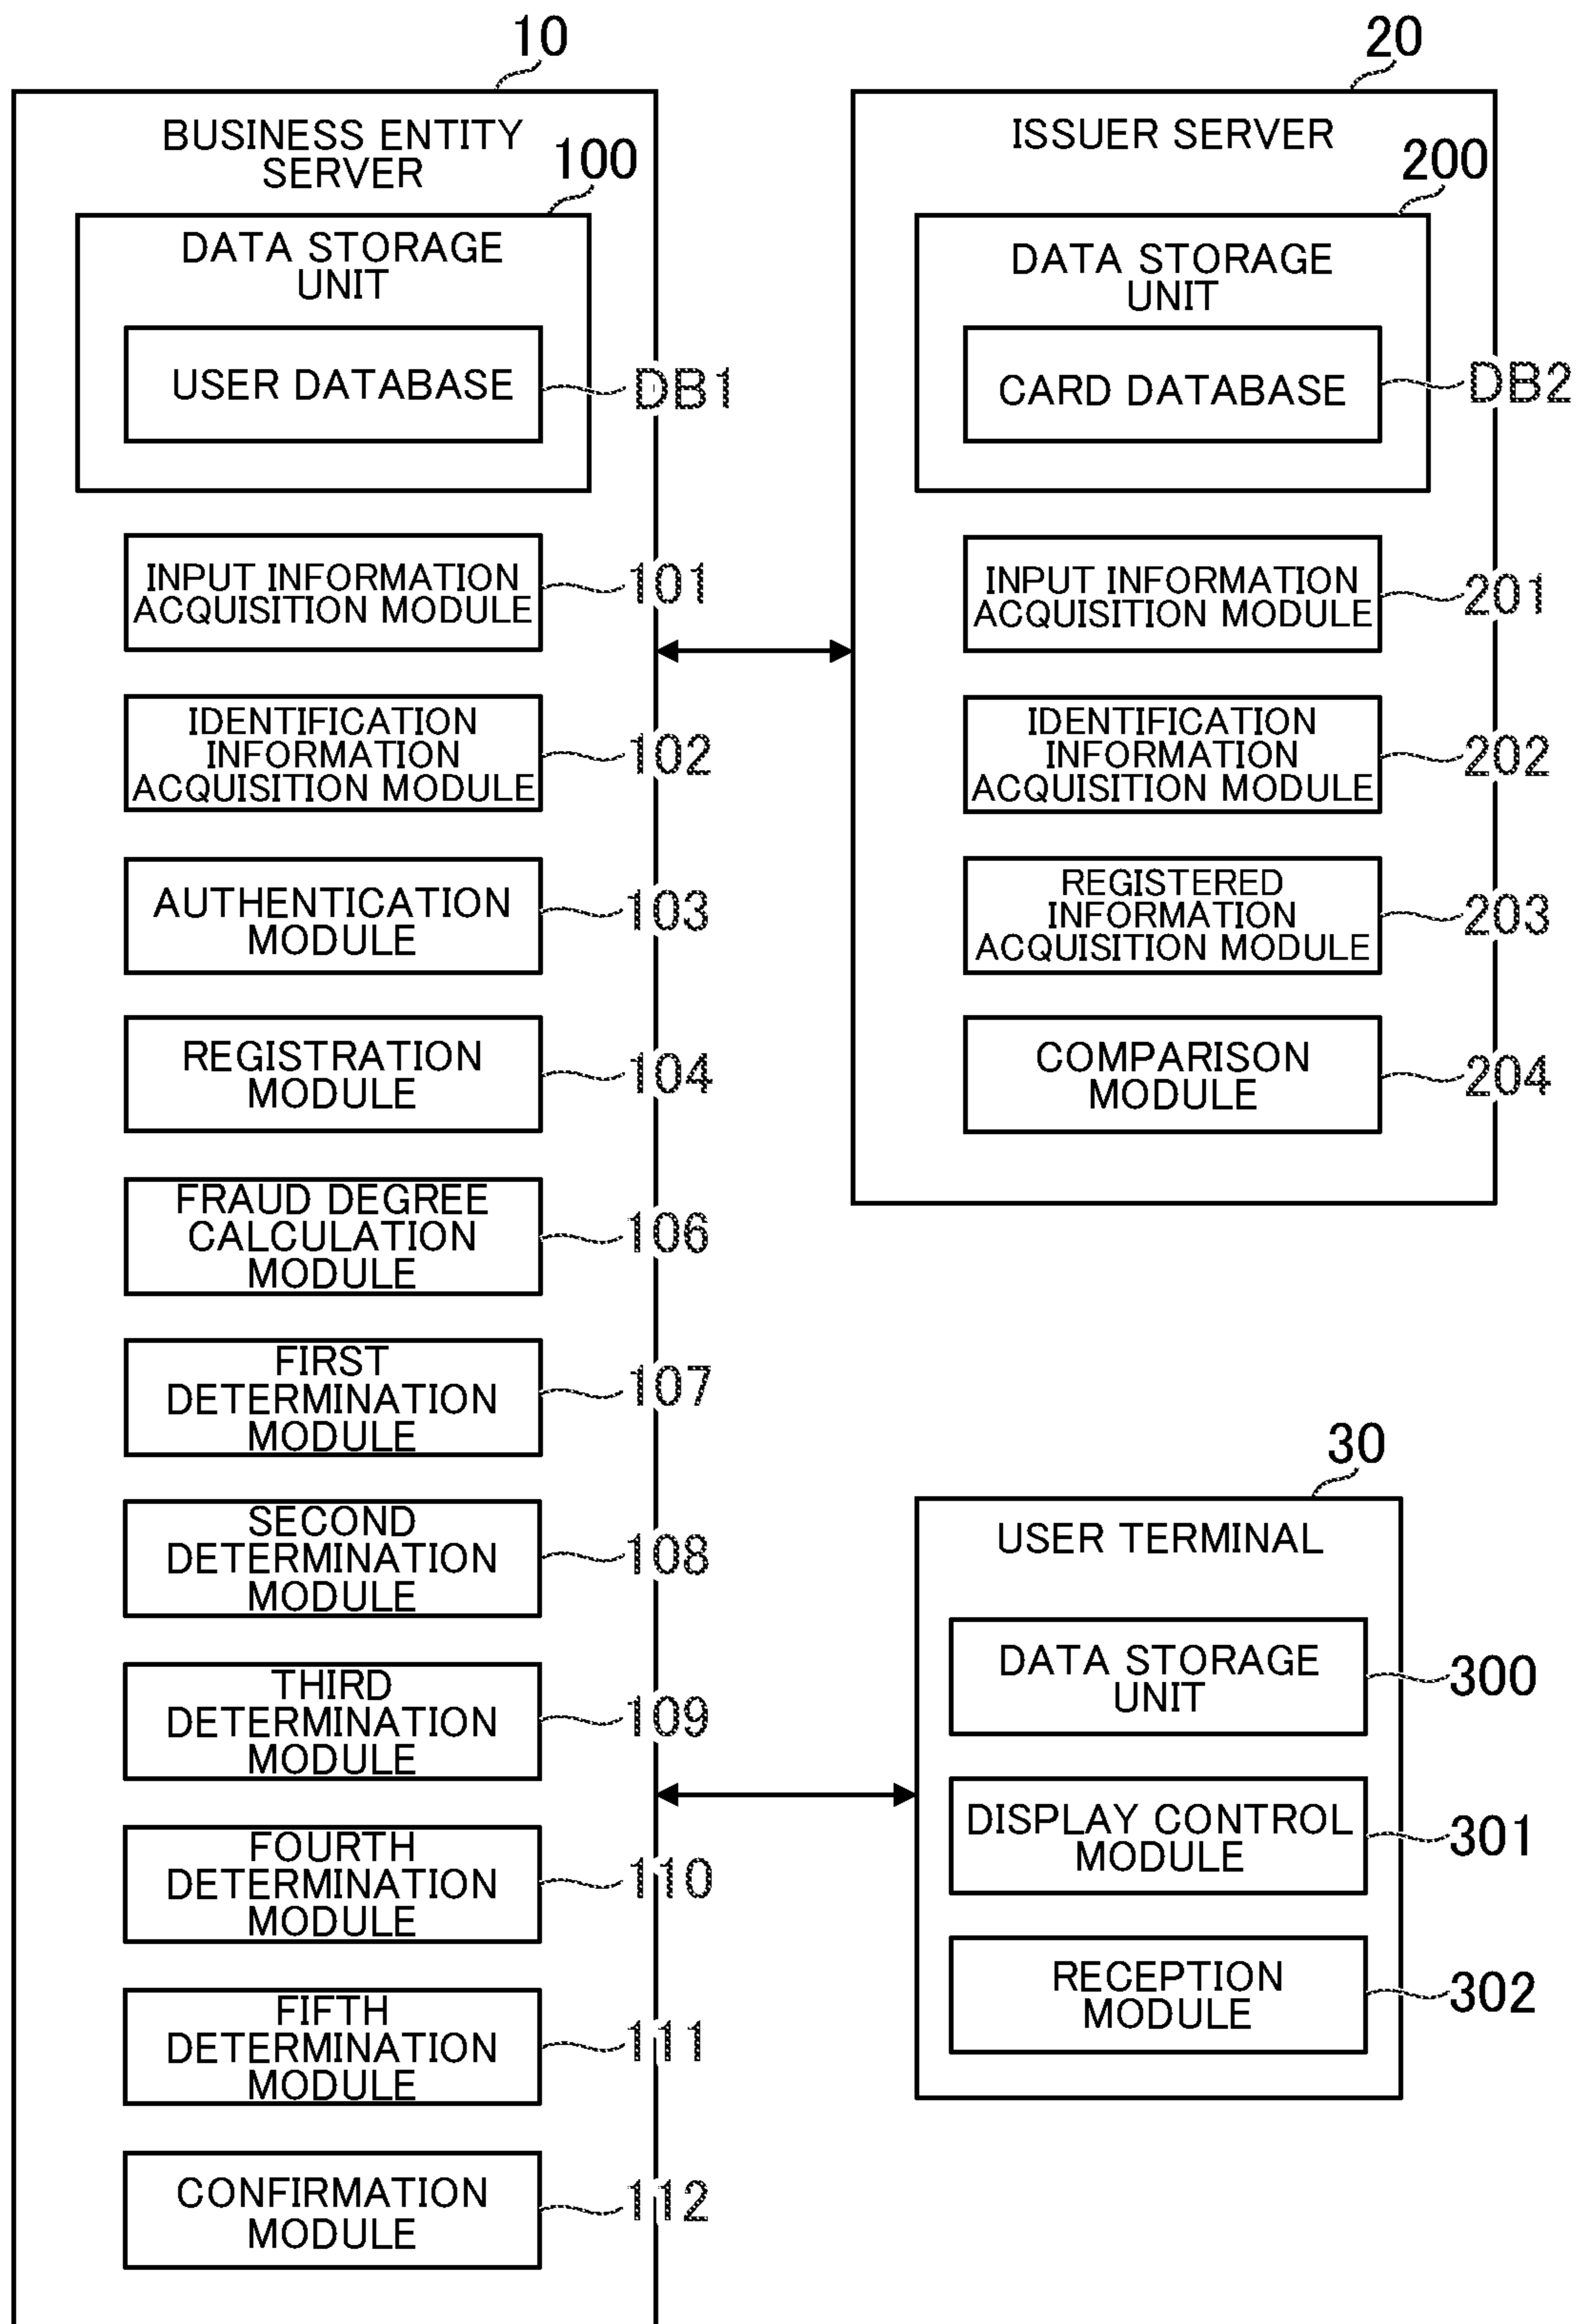 10
BUSINESS ENTITY
SERVER
100
DATA STORAGE
UNIT
USER DATABASE
DB1
INPUT INFORMATION
ACQUISITION MODULE
101
IDENTIFICATION
INFORMATION
ACQUISITION MODULE
102
AUTHENTICATION
MODULE
103
REGISTRATION
MODULE
104
FRAUD DEGREE
CALCULATION
MODULE
106
FIRST
DETERMINATION
MODULE
107
SECOND
DETERMINATION
MODULE
108
THIRD
DETERMINATION
MODULE
109
FOURTH
DETERMINATION
MODULE
110
FIFTH
DETERMINATION
MODULE
111
CONFIRMATION
MODULE
112
20
ISSUER SERVER
200
DATA STORAGE
UNIT
CARD DATABASE
DB2
INPUT INFORMATION
ACQUISITION MODULE
201
IDENTIFICATION
INFORMATION
ACQUISITION MODULE
202
REGISTERED
INFORMATION
ACQUISITION MODULE
203
COMPARISON
MODULE
204
30
USER TERMINAL
DATA STORAGE
UNIT
300
DISPLAY CONTROL
MODULE
301
RECEPTION
MODULE
302